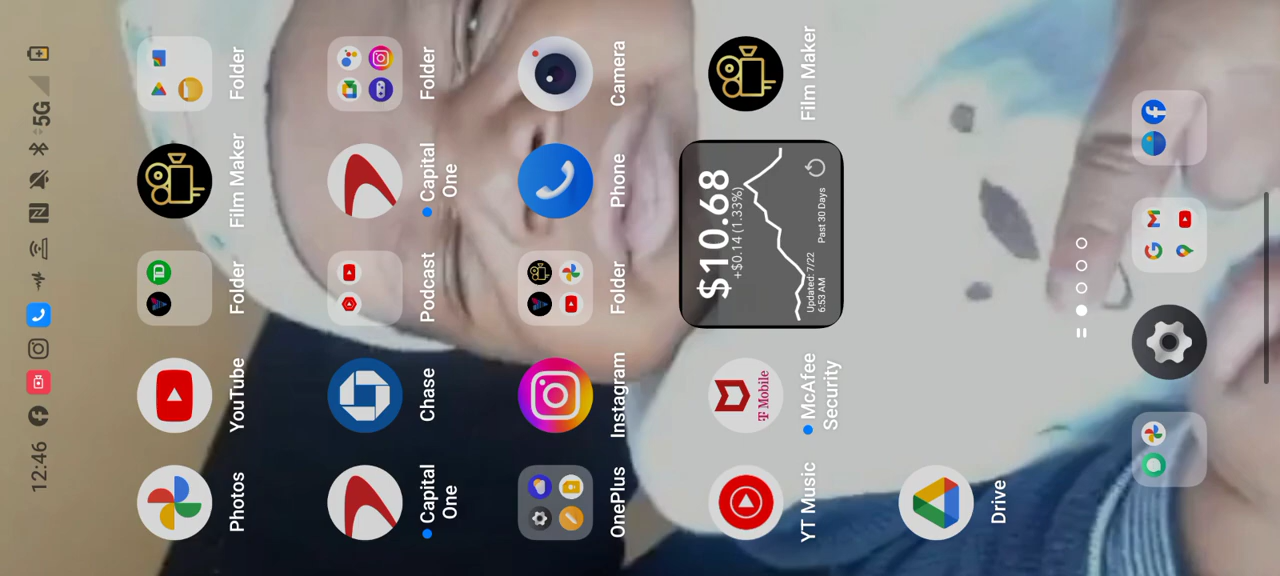 12:46
5G
Photos
YouTube
Folder
Film Maker
Folder
Capital
One
Chase
Podcast
Capital
One
Folder
OnePlus
Instagram
Folder
Phone
Camera
YT Music
McAfee
Security
$10.68
+$0.14 (1.33%)
Updated: 7/22
6:53 AM
Past 30 Days
Film Maker
Drive
T Mobile
TD